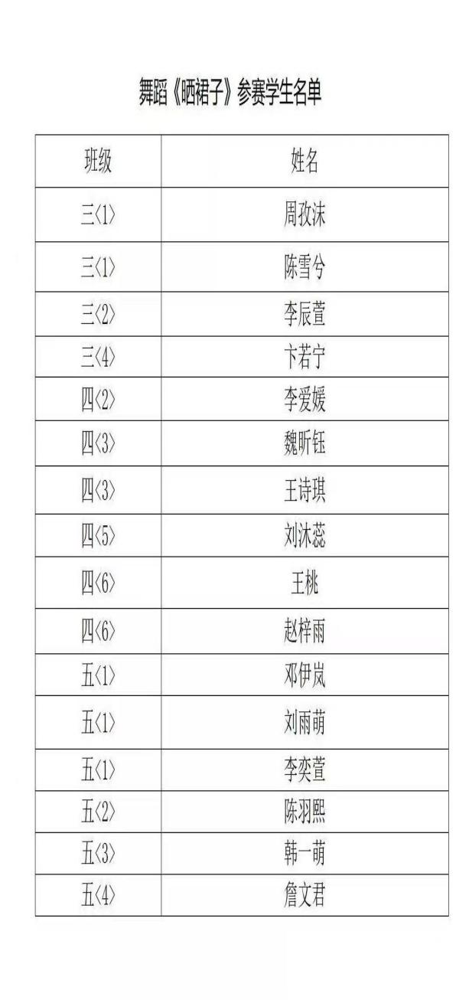 舞蹈《晒裙子》参赛学生名单
班级 姓名
三<1> 周孜沫
三<1> 陈雪兮
三<2> 李辰萱
三<4> 卞若宁
四<2> 李爱媛
四<3> 魏昕钰
四<3> 王诗琪
四<5> 刘沐蕊
四<6> 王桃
四<6> 赵梓雨
五<1> 邓伊岚
五<1> 刘雨萌
五<1> 李奕萱
五<2> 陈羽熙
五<3> 韩一萌
五<4> 詹文君